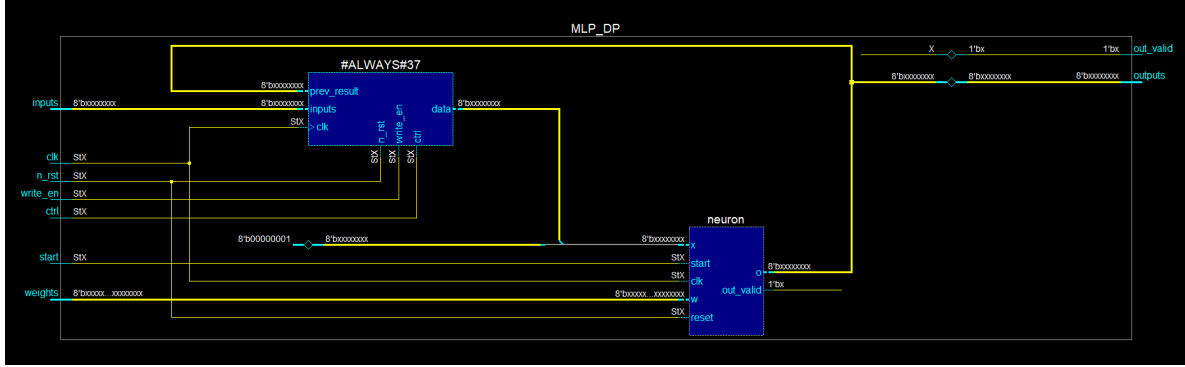 MLP_DP
X 1'bx 1'bx out_valid
#ALWAYS#37
8'bxxxxxxxx 8'bxxxxxxxx 8'bxxxxxxxx outputs
8'bxxxxxxxx prev_result
inputs 8'bxxxxxxxx 8'bxxxxxxxx inputs data 8'bxxxxxxxx
StX clk
n_rst write_en ctrl
StX StX StX
clk StX
n_rst StX
write_en StX
ctrl StX
neuron
8'b00000001 8'bxxxxxxxx 8'bxxxxxxxx x
start StX StX start
o 8'bxxxxxxxx
StX clk
out_valid 1'bx
weights 8'bxxxxx...xxxxxxxx 8'bxxxxx...xxxxxxxx w
StX reset